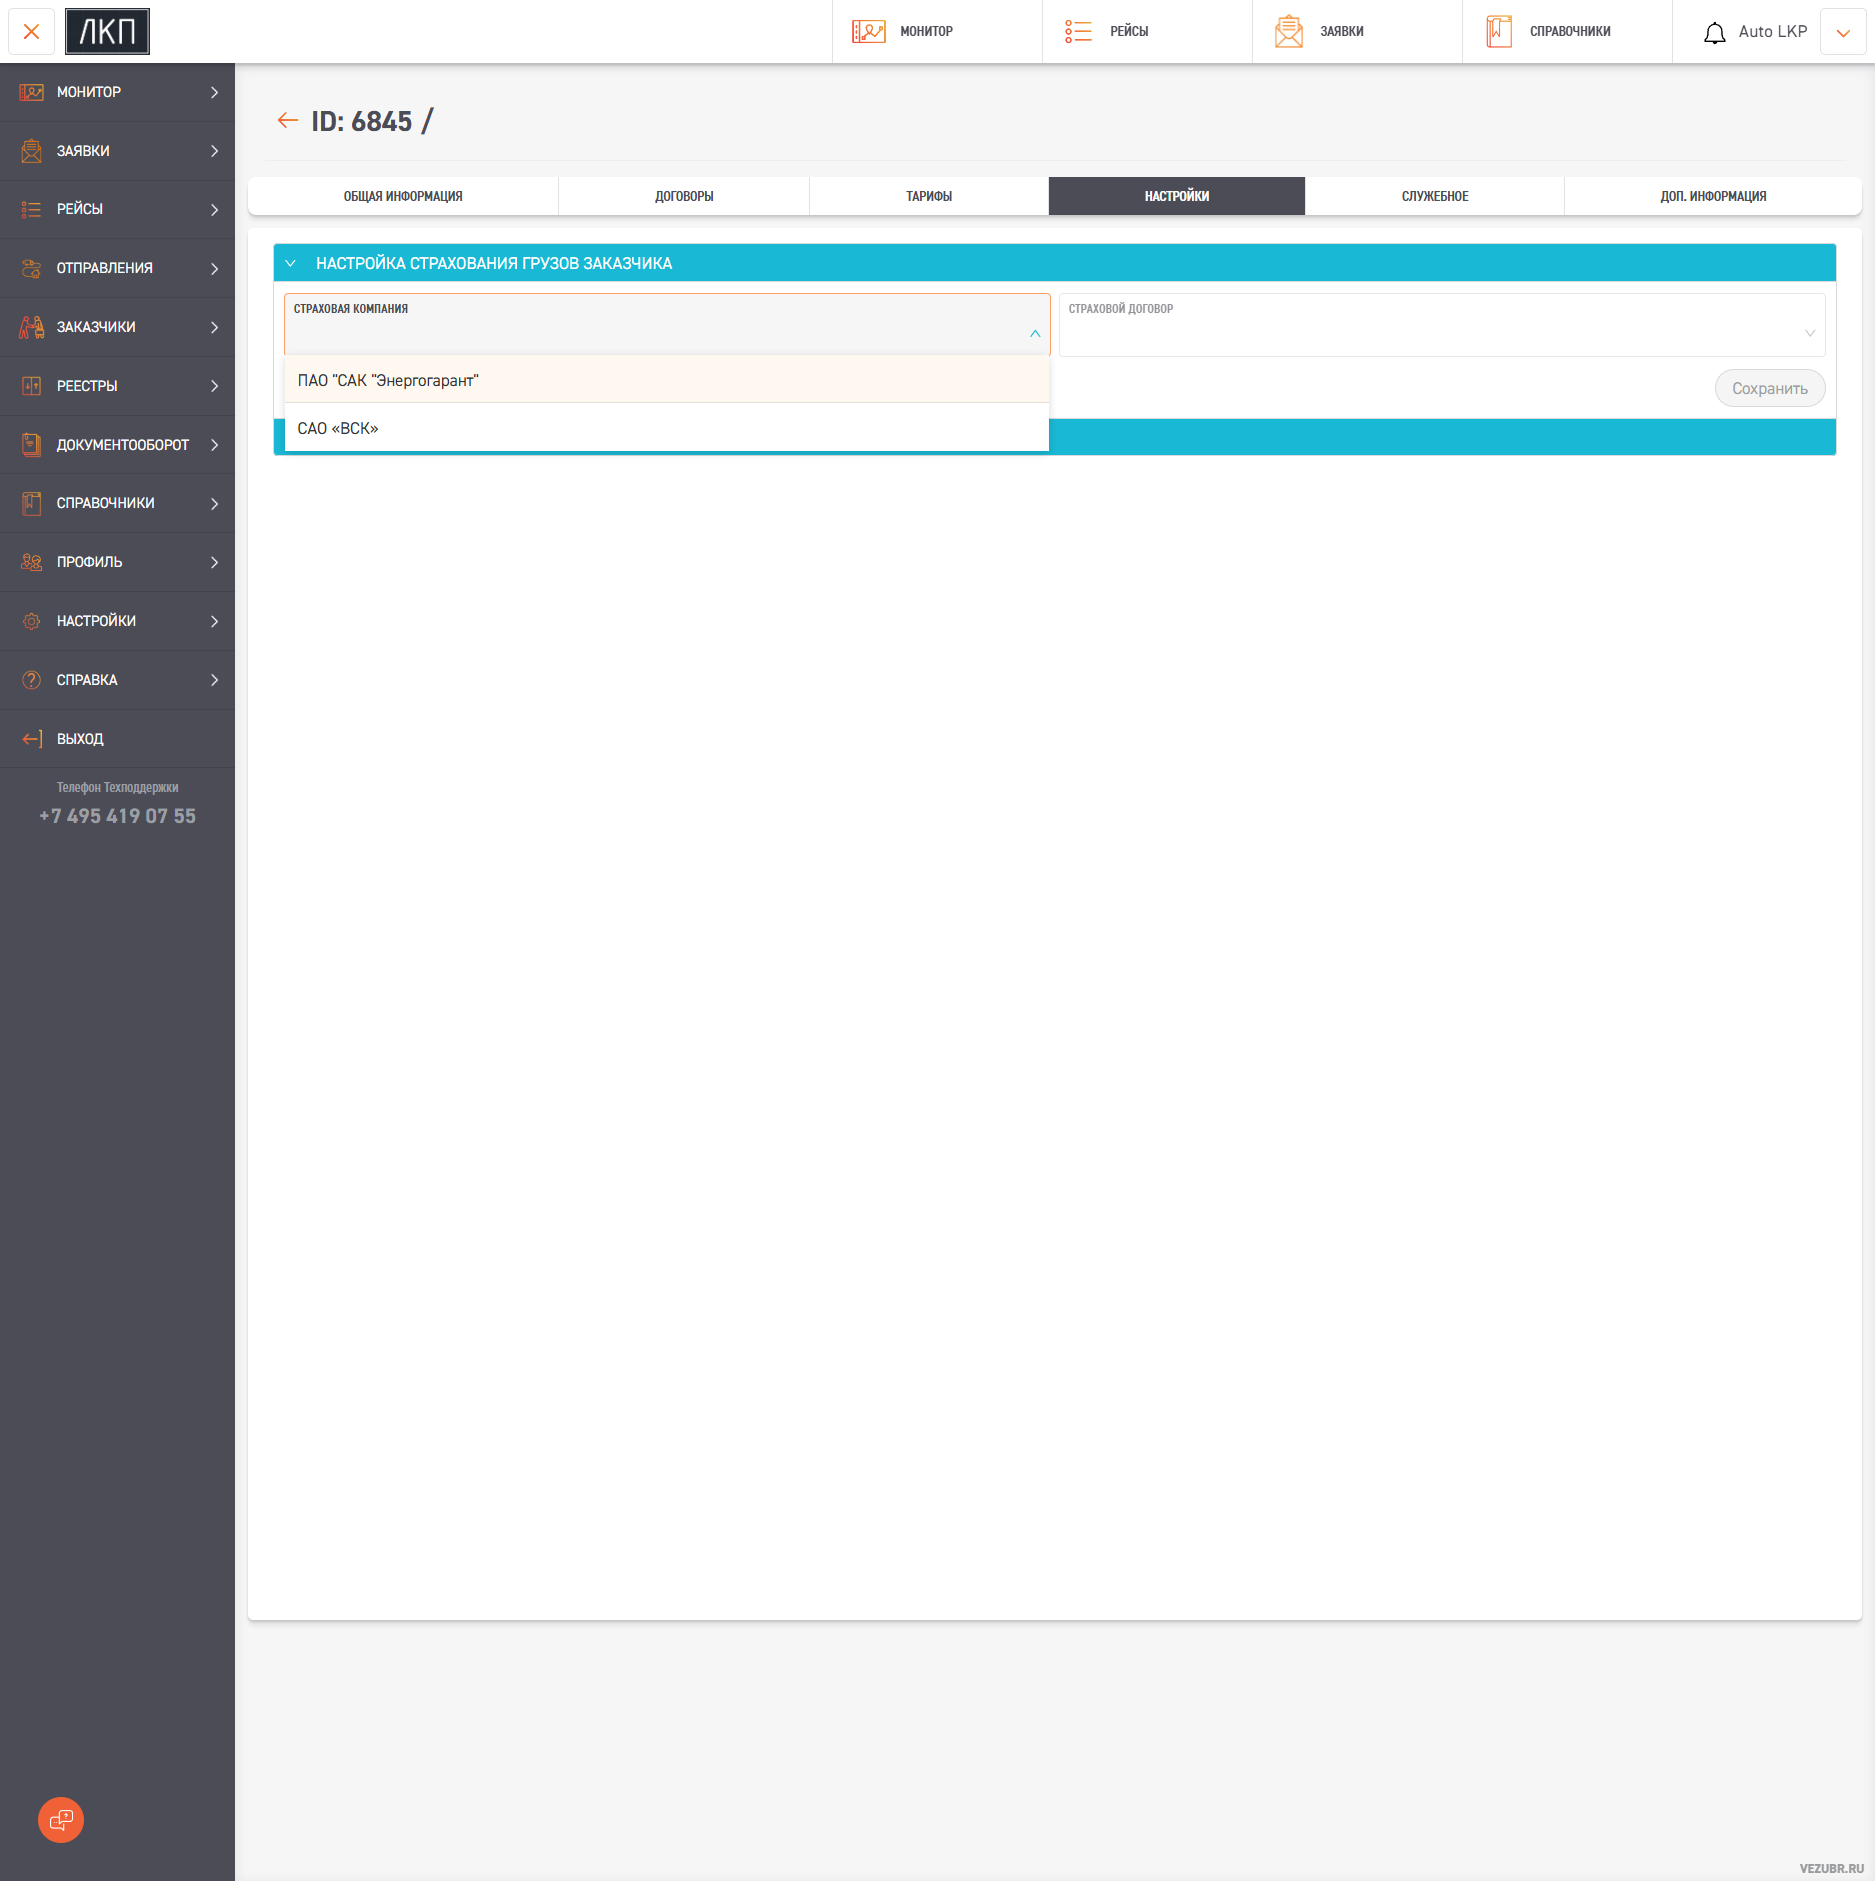 ЛКП
МОНИТОР
РЕЙСЫ
ЗАЯВКИ
СПРАВОЧНИКИ
Auto LKP
МОНИТОР
ЗАЯВКИ
РЕЙСЫ
ОТПРАВЛЕНИЯ
ЗАКАЗЧИКИ
РЕЕСТРЫ
ДОКУМЕНТООБОРОТ
СПРАВОЧНИКИ
ПРОФИЛЬ
НАСТРОЙКИ
СПРАВКА
ВЫХОД
Телефон Техподдержки
+7 495 419 07 55
ID: 6845 /
ОБЩАЯ ИНФОРМАЦИЯ
ДОГОВОРЫ
ТАРИФЫ
НАСТРОЙКИ
СЛУЖЕБНОЕ
ДОП. ИНФОРМАЦИЯ
НАСТРОЙКА СТРАХОВАНИЯ ГРУЗОВ ЗАКАЗЧИКА
СТРАХОВАЯ КОМПАНИЯ
СТРАХОВОЙ ДОГОВОР
ПАО "САК "Энергогарант"
САО «ВСК»
Сохранить
VEZUBR.RU